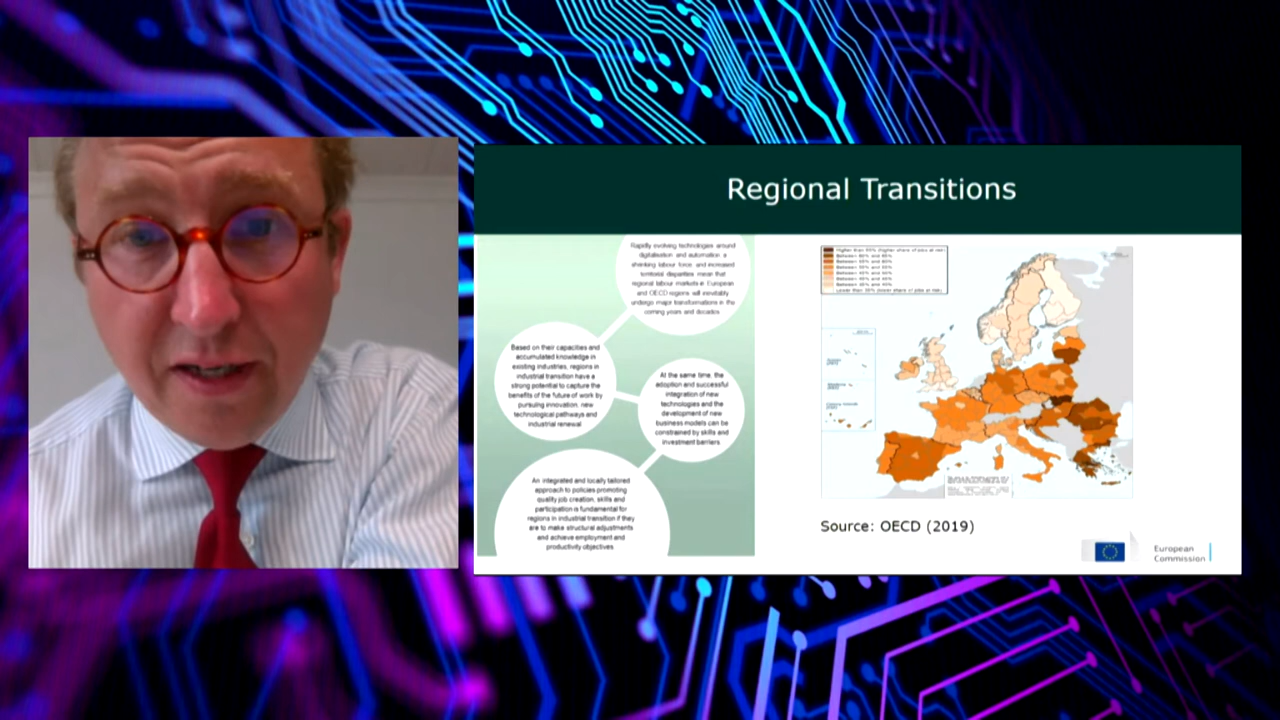 Regional Transitions
Rapidly evolving technologies around
digitalisation and automation a
shrinking labour force, and increased
territorial disparities mean that
regional labour markets in European
and OECD regions will inevitably
undergo major transformations in the
coming years and decades
Based on their capacities and
accumulated knowledge in
existing industries, regions in
industrial transition have a
strong potential to capture the
benefits of the future of work by
pursuing innovation, new
technological pathways and
industrial renewal
At the same time, the
adoption and successful
integration of new
technologies and the
development of new
business models can be
constrained by skills and
investment barriers
An integrated and locally tailored
approach to policies promoting
quality job creation, skills and
participation is fundamental for
regions in industrial transition if they
are to make structural adjustments
and achieve employment and
productivity objectives
Source: OECD (2019)
European
Commission